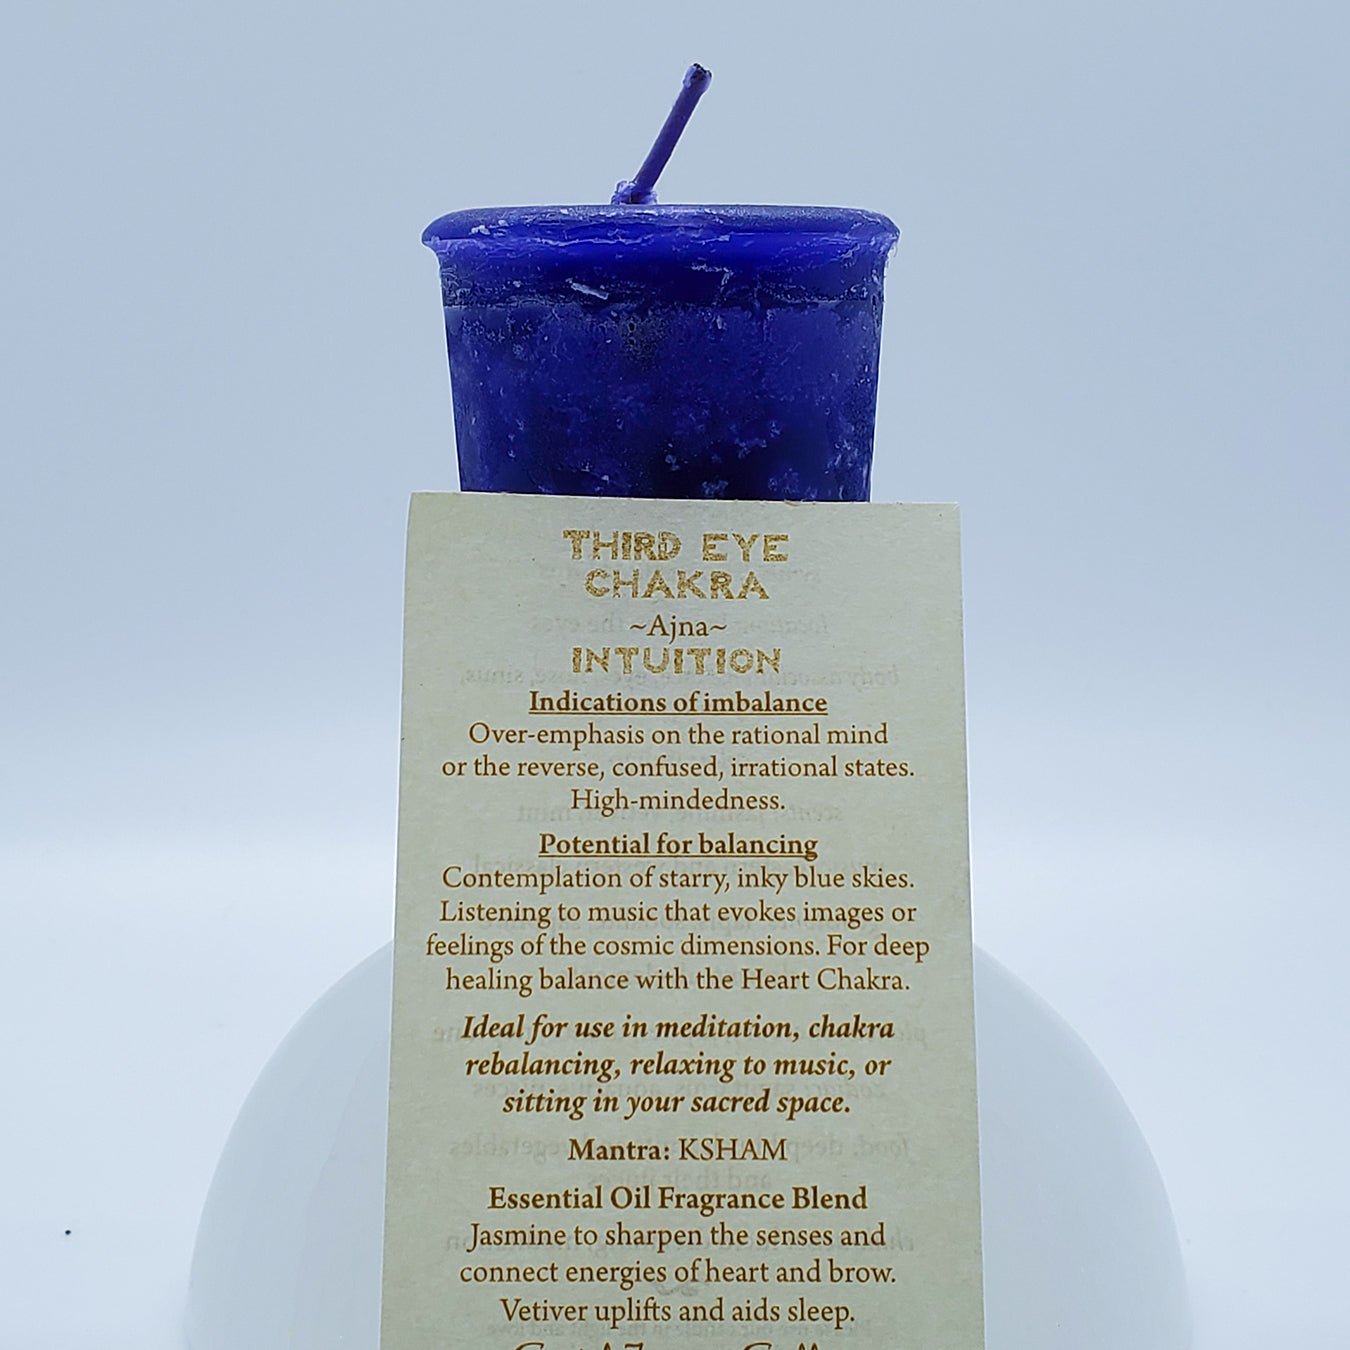 THIRD EYE
CHAKRA
~Ajna~
INTUITION
Indications of imbalance
Over-emphasis on the rational mind
or the reverse, confused, irrational states.
High-mindedness.
Potential for balancing
Contemplation of starry, inky blue skies.
Listening to music that evokes images or
feelings of the cosmic dimensions. For deep
healing balance with the Heart Chakra.
Ideal for use in meditation, chakra
rebalancing, relaxing to music, or
sitting in your sacred space.
Mantra: KSHAM
Essential Oil Fragrance Blend
Jasmine to sharpen the senses and
connect energies of heart and brow.
Vetiver uplifts and aids sleep.